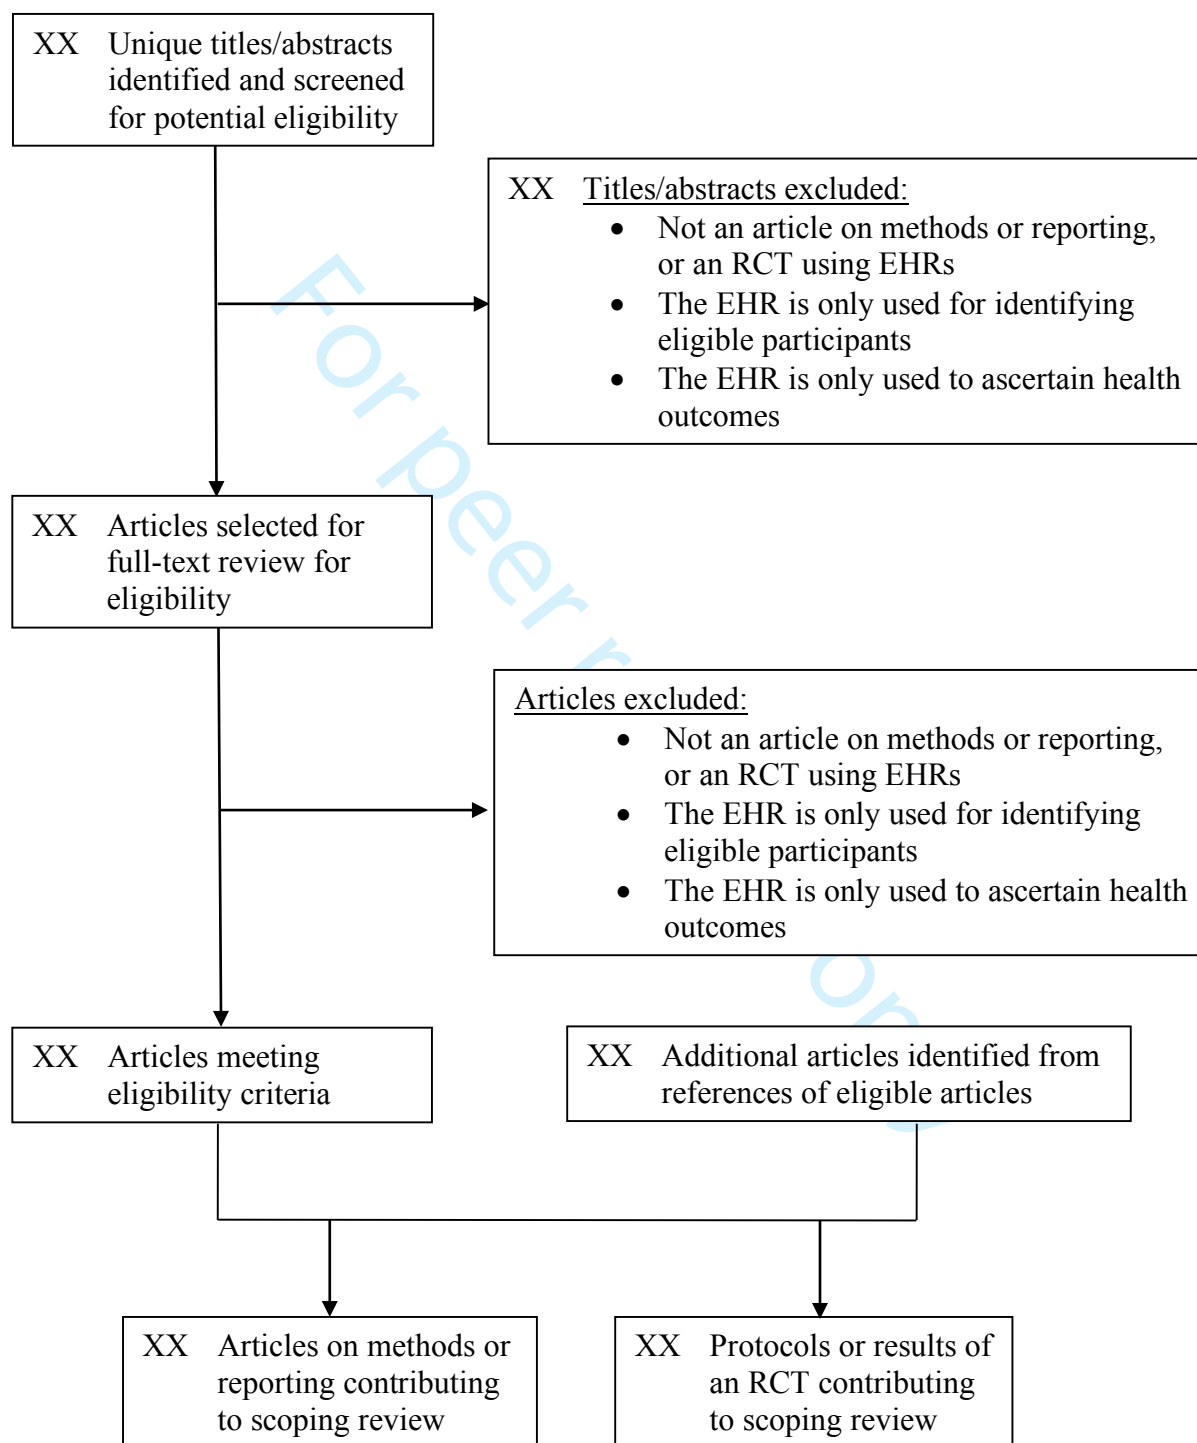 XX Unique titles/abstracts
identified and screened
for potential eligibility
XX Titles/abstracts excluded:
• Not an article on methods or reporting,
or an RCT using EHRs
• The EHR is only used for identifying
eligible participants
• The EHR is only used to ascertain health
outcomes
XX Articles selected for
full-text review for
eligibility
Articles excluded:
• Not an article on methods or reporting,
or an RCT using EHRs
• The EHR is only used for identifying
eligible participants
• The EHR is only used to ascertain health
outcomes
XX Articles meeting
eligibility criteria
XX Additional articles identified from
references of eligible articles
XX Articles on methods or
reporting contributing
to scoping review
XX Protocols or results of
an RCT contributing
to scoping review
For peer r on